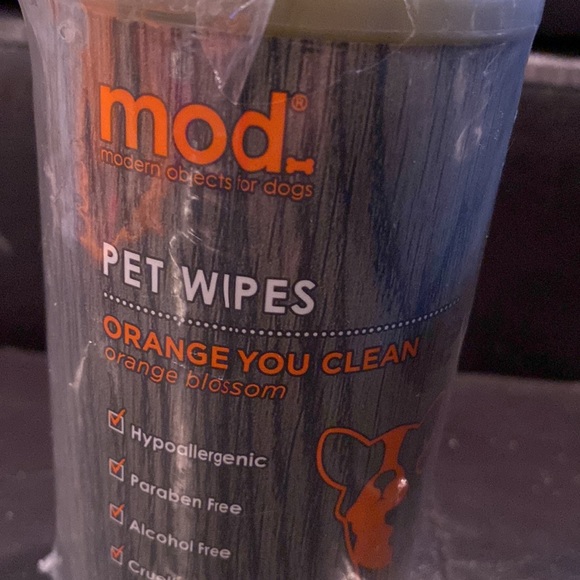 mod.®
modern objects for dogs
PET WIPES
ORANGE YOU CLEAN
orange blossom
Hypoallergenic
Paraben Free
Alcohol Free